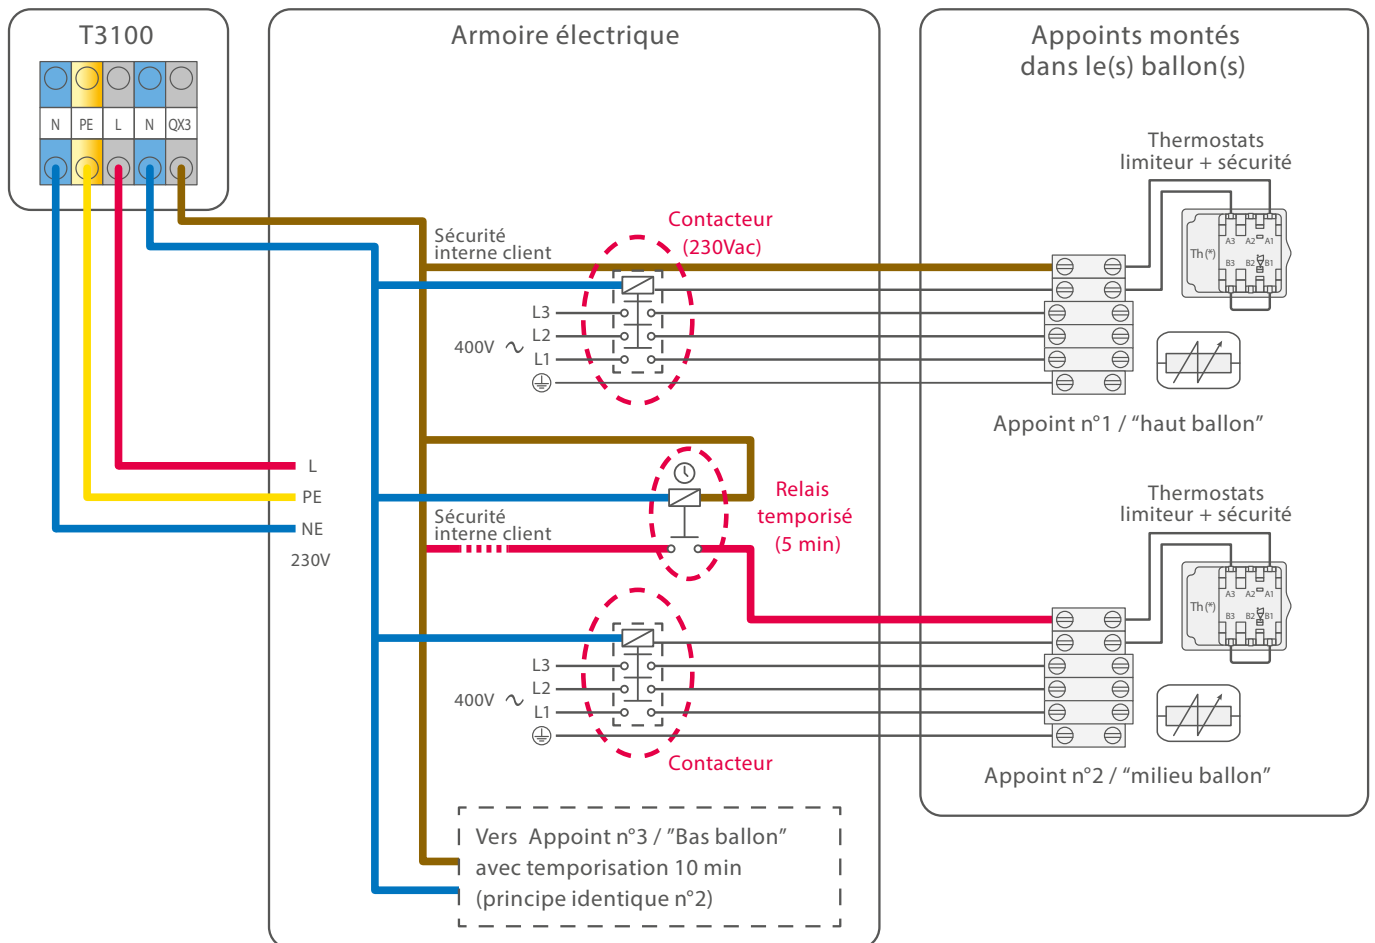 T3100
N PE L N QX3
Armoire électrique
Appoints montés
dans le(s) ballon(s)
Thermostats
limiteur + sécurité
Contacteur
(230Vac)
Sécurité
interne client
A3 A2 A1
Th (*)
B3 B2 B1
L3
L2
400V
L1
Appoint n°1 / “haut ballon”
L
PE
NE
230V
Relais
temporisé
(5 min)
Sécurité
interne client
Thermostats
limiteur + sécurité
A3 A2 A1
Th (*)
B3 B2 B1
L3
L2
400V
L1
Contacteur
Appoint n°2 / “milieu ballon”
Vers Appoint n°3 / ”Bas ballon”
avec temporisation 10 min
(principe identique n°2)